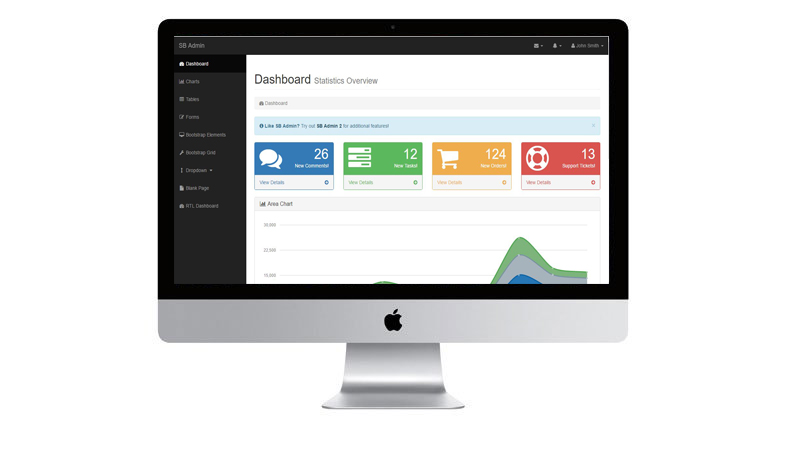 SB Admin
John Smith
Dashboard
Charts
Tables
Forms
Bootstrap Elements
Bootstrap Grid
Dropdowns
Blank Page
RTL Dashboard
Dashboard Statistics Overview
Dashboard
Like SB Admin? Try out SB Admin 2 for additional features!
×
26
New Comments!
View Details
12
New Tasks!
View Details
124
New Orders!
View Details
13
Support Tickets!
View Details
Area Chart
30,000
22,500
15,000